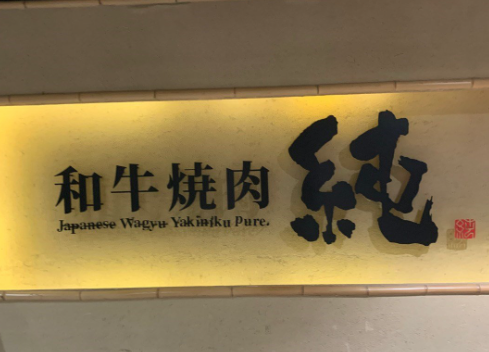 和牛焼肉 純
Japanese Wagyu Yakiniku Pure.